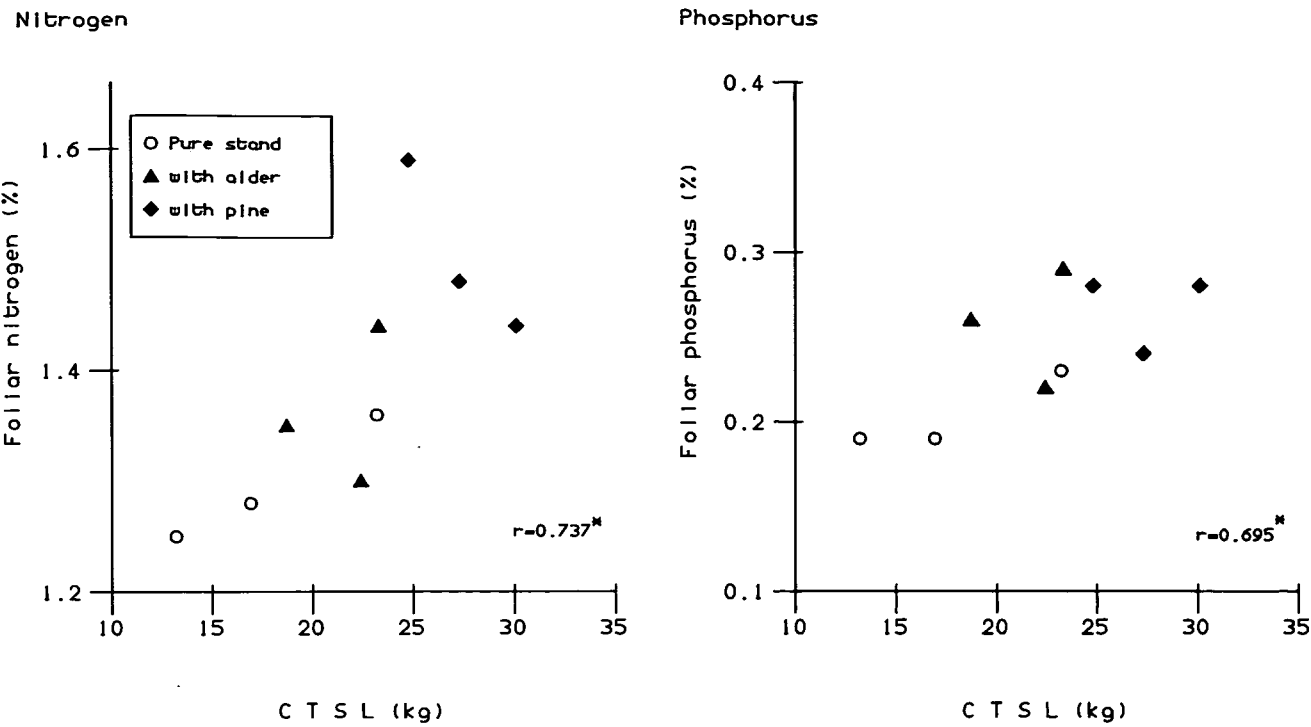 Nitrogen
Foliar nitrogen (%)
1.6
1.4
1.2
○ Pure stand
▲ with alder
◆ with pine
r=0.737*
10 15 20 25 30 35
C T S L (kg)
Phosphorus
Foliar phosphorus (%)
0.4
0.3
0.2
0.1
r=0.695*
10 15 20 25 30 35
C T S L (kg)